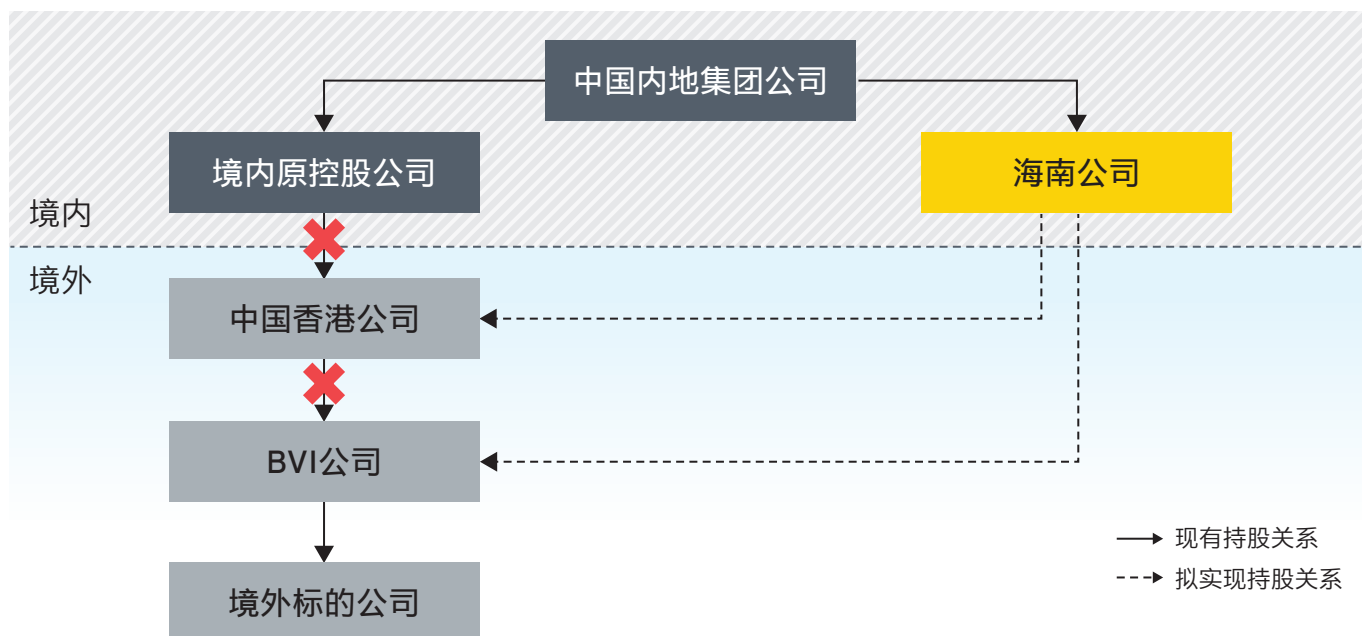 中国内地集团公司
境内原控股公司
海南公司
境内
境外
中国香港公司
BVI公司
现有持股关系
拟实现持股关系
境外标的公司